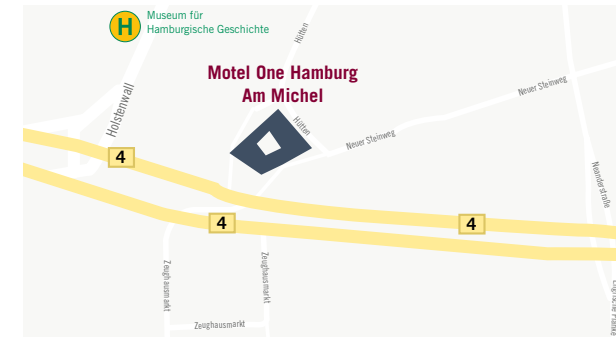 H
Museum für
Hamburgische Geschichte
Hütten
Motel One Hamburg
Am Michel
Holstenwall
Hütten
Neuer Steinweg
Neuer Steinweg
4
4
4
Neanderstraße
Zeughausmarkt
Zeughausmarkt
Zeughausmarkt